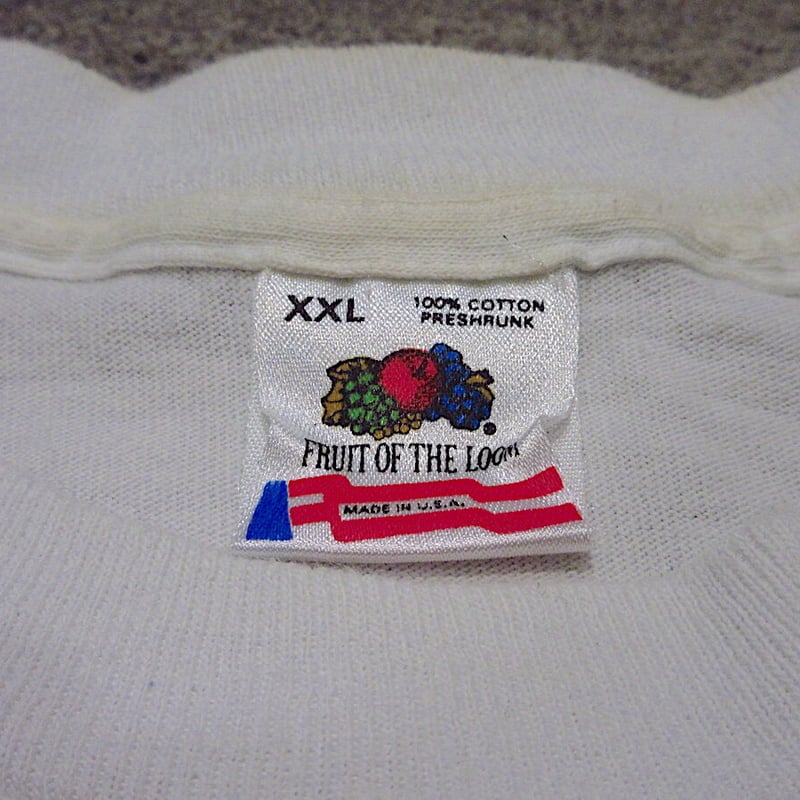 XXL
100% COTTON
PRESHRUNK
®
FRUIT OF THE LOOM
MADE IN U.S.A.